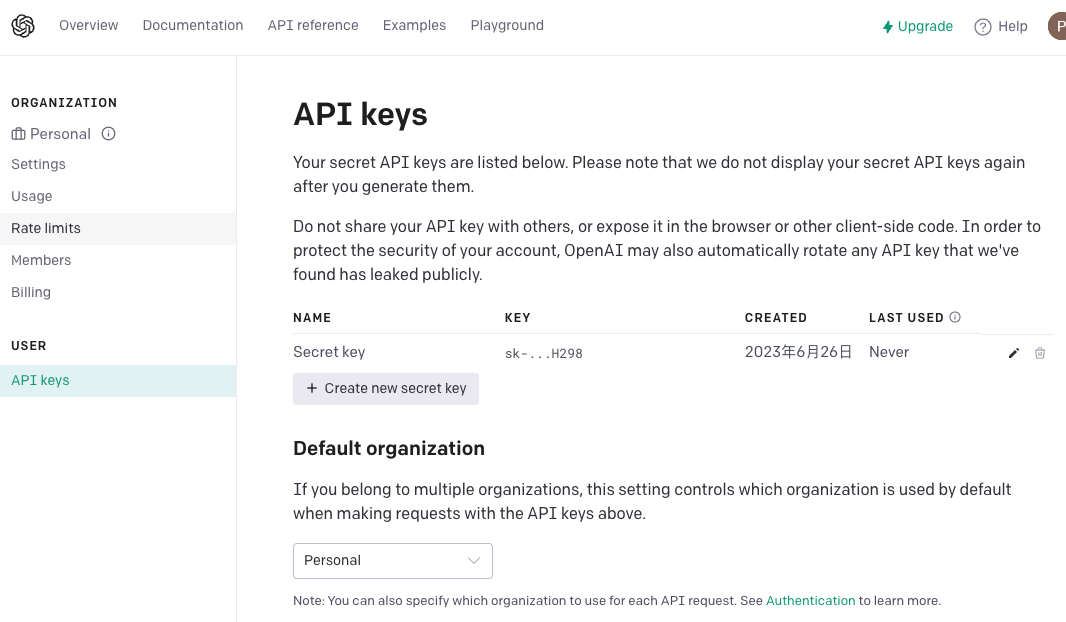 Overview Documentation API reference Examples Playground Upgrade Help P
ORGANIZATION
Personal
Settings
Usage
Rate limits
Members
Billing
USER
API keys
API keys
Your secret API keys are listed below. Please note that we do not display your secret API keys again
after you generate them.
Do not share your API key with others, or expose it in the browser or other client-side code. In order to
protect the security of your account, OpenAI may also automatically rotate any API key that we've
found has leaked publicly.
NAME KEY CREATED LAST USED
Secret key sk-...H298 2023年6月26日 Never
+ Create new secret key
Default organization
If you belong to multiple organizations, this setting controls which organization is used by default
when making requests with the API keys above.
Personal
Note: You can also specify which organization to use for each API request. See Authentication to learn more.